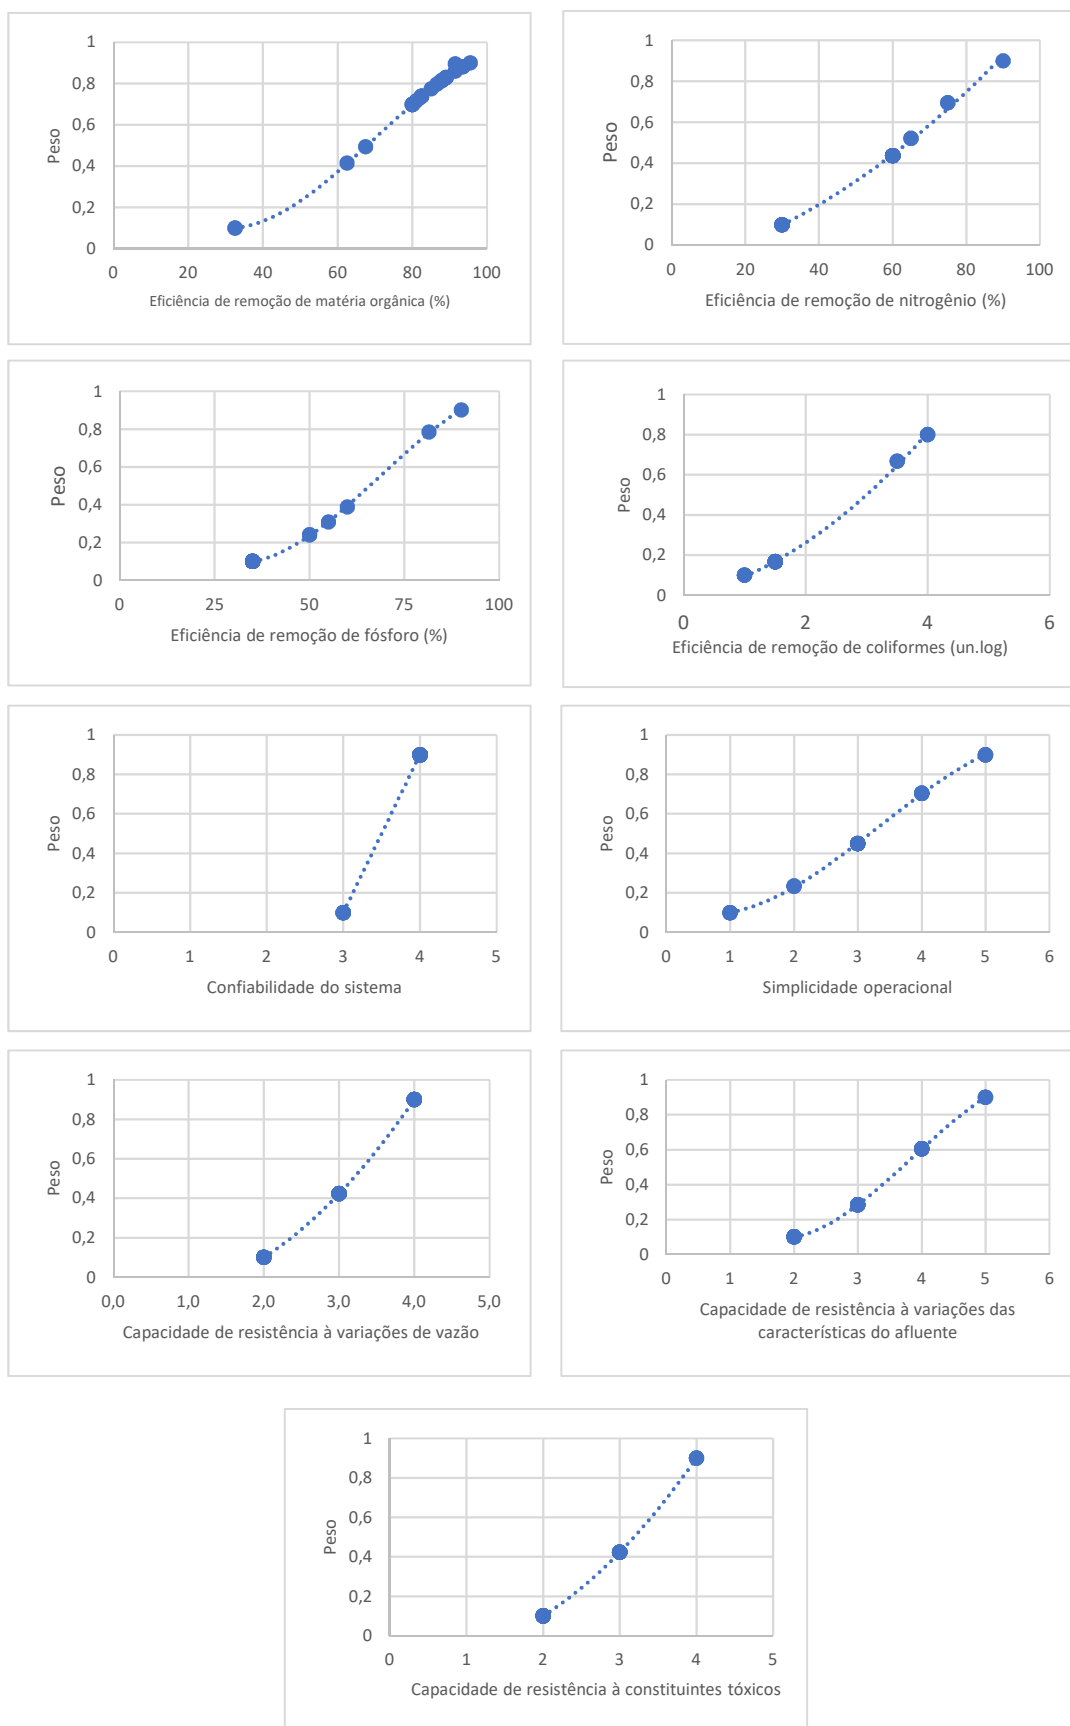 1
0,8
0,6
0,4
0,2
0
Peso
0 20 40 60 80 100
Eficiência de remoção de matéria orgânica (%)
1
0,8
0,6
0,4
0,2
0
Peso
0 20 40 60 80 100
Eficiência de remoção de nitrogênio (%)
1
0,8
0,6
0,4
0,2
0
Peso
0 25 50 75 100
Eficiência de remoção de fósforo (%)
1
0,8
0,6
0,4
0,2
0
Peso
0 2 4 6
Eficiência de remoção de coliformes (un.log)
1
0,8
0,6
0,4
0,2
0
Peso
0 1 2 3 4 5
Confiabilidade do sistema
1
0,8
0,6
0,4
0,2
0
Peso
0 1 2 3 4 5 6
Simplicidade operacional
1
0,8
0,6
0,4
0,2
0
Peso
0,0 1,0 2,0 3,0 4,0 5,0
Capacidade de resistência à variações de vazão
1
0,8
0,6
0,4
0,2
0
Peso
0 1 2 3 4 5 6
Capacidade de resistência à variações das
características do afluente
1
0,8
0,6
0,4
0,2
0
Peso
0 1 2 3 4 5
Capacidade de resistência à constituintes tóxicos